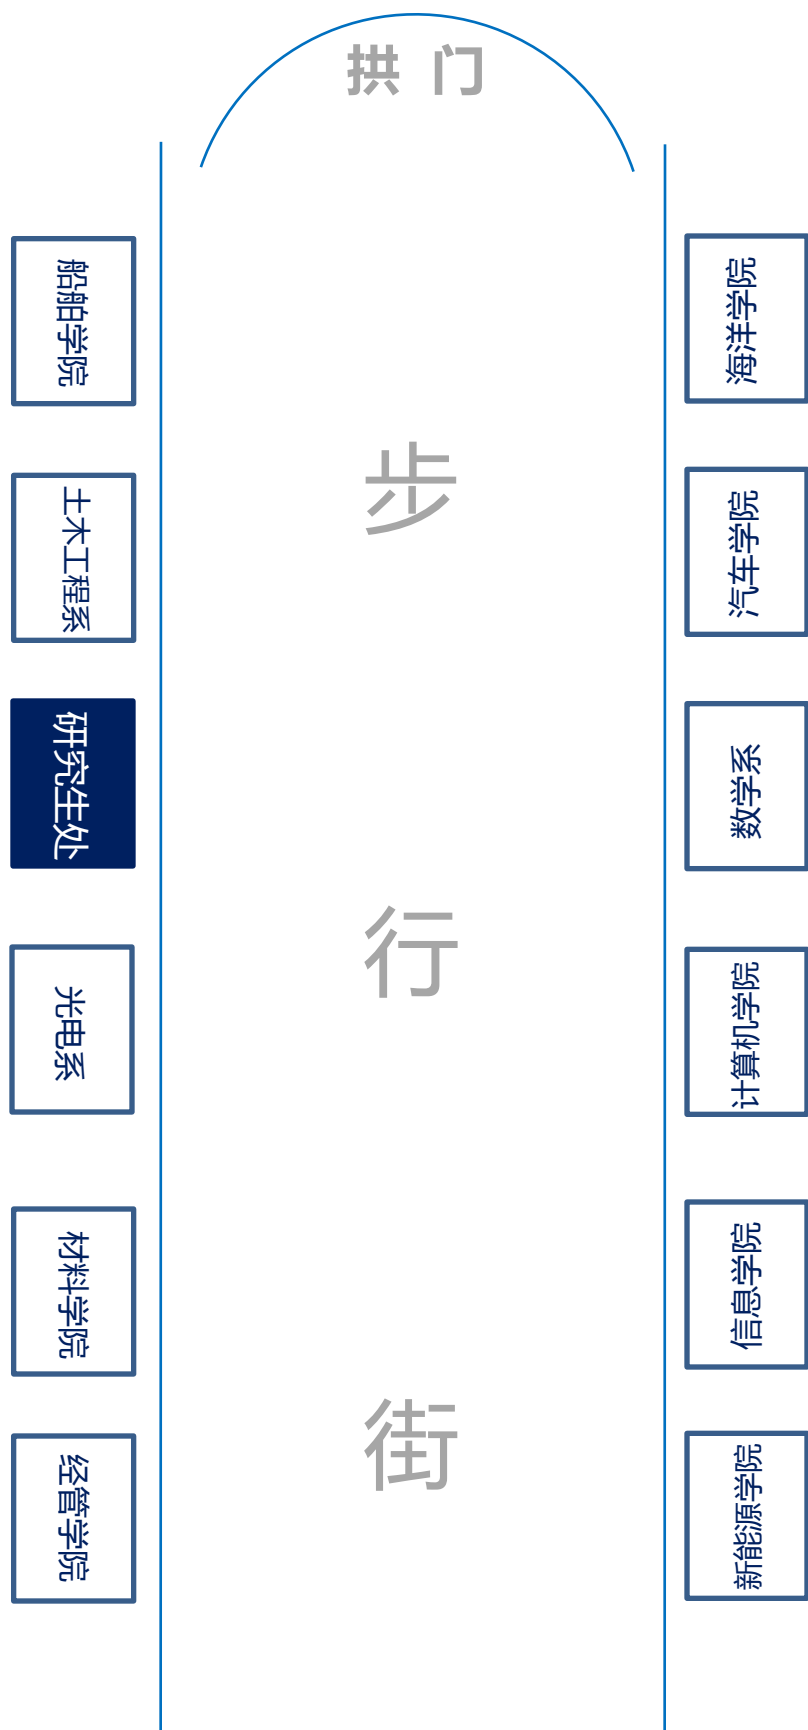 拱 门
船舶学院
海洋学院
步
土木工程系
汽车学院
研究生处
数学系
行
光电系
计算机学院
材料学院
信息学院
街
经管学院
新能源学院